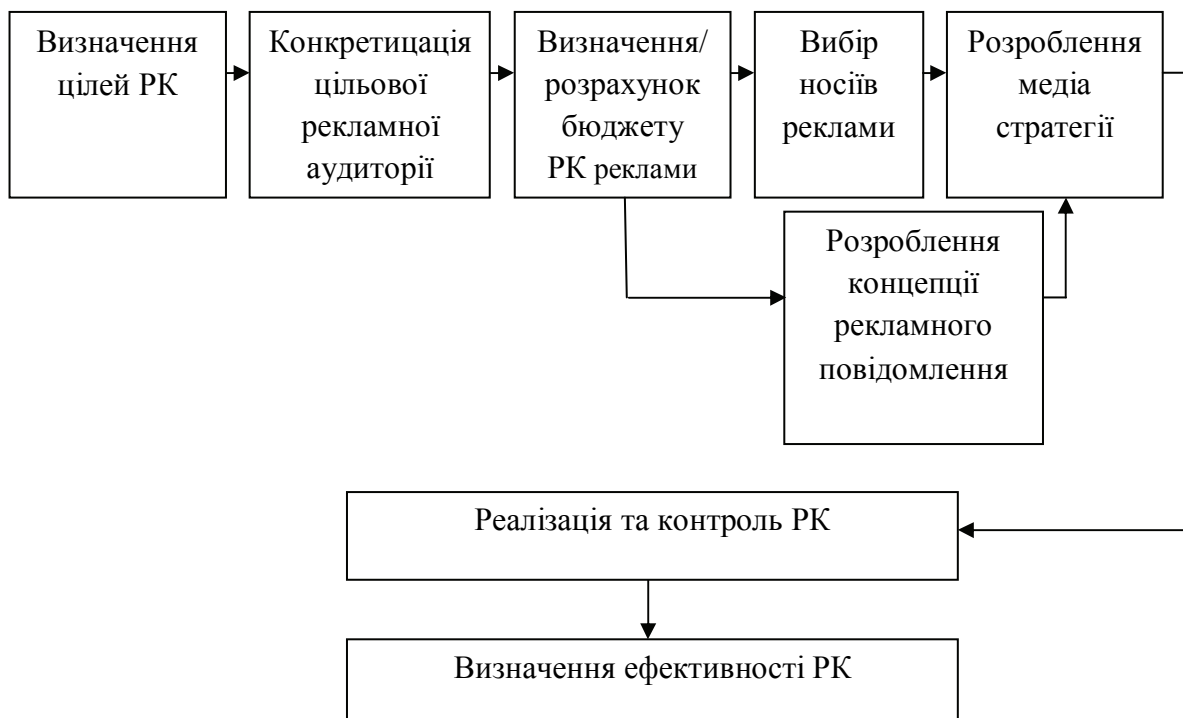 Визначення
цілей РК
Конкретицація
цільової
рекламної
аудиторії
Визначення/
розрахунок
бюджету
РК реклами
Вибір
носіїв
реклами
Розроблення
медіа
стратегії
Розроблення
концепції
рекламного
повідомлення
Реалізація та контроль РК
Визначення ефективності РК